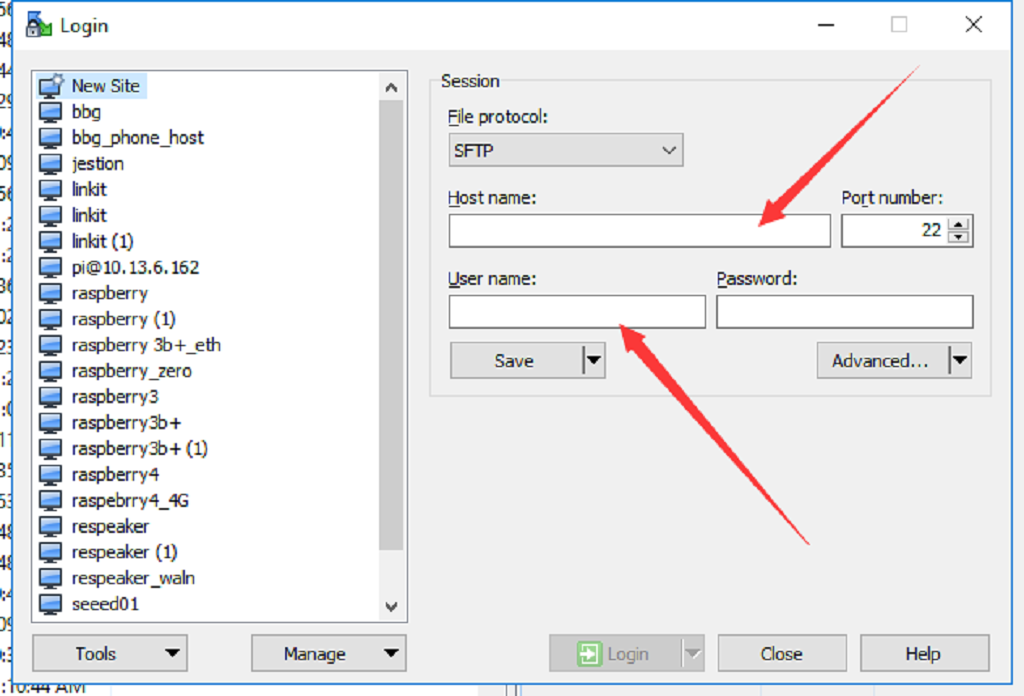 Login
New Site
bbg
bbg_phone_host
jestion
linkit
linkit
linkit (1)
pi@10.13.6.162
raspberry
raspberry (1)
raspberry 3b+_eth
raspberry_zero
raspberry3
raspberry3b+
raspberry3b+ (1)
raspberry4
raspebrry4_4G
respeaker
respeaker (1)
respeaker_waln
seeed01
Tools
Manage
Session
File protocol:
SFTP
Host name:
Port number:
22
User name:
Password:
Save
Advanced...
Login
Close
Help
:10:44 AM